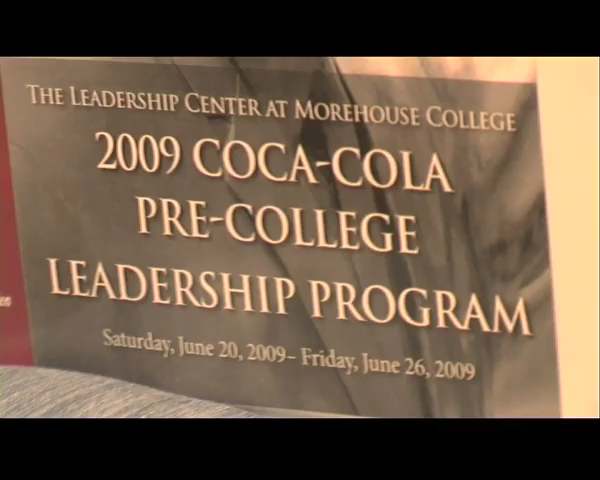 The Leadership Center at Morehouse College
2009 COCA-COLA
PRE-COLLEGE
LEADERSHIP PROGRAM
Saturday, June 20, 2009 – Friday, June 26, 2009